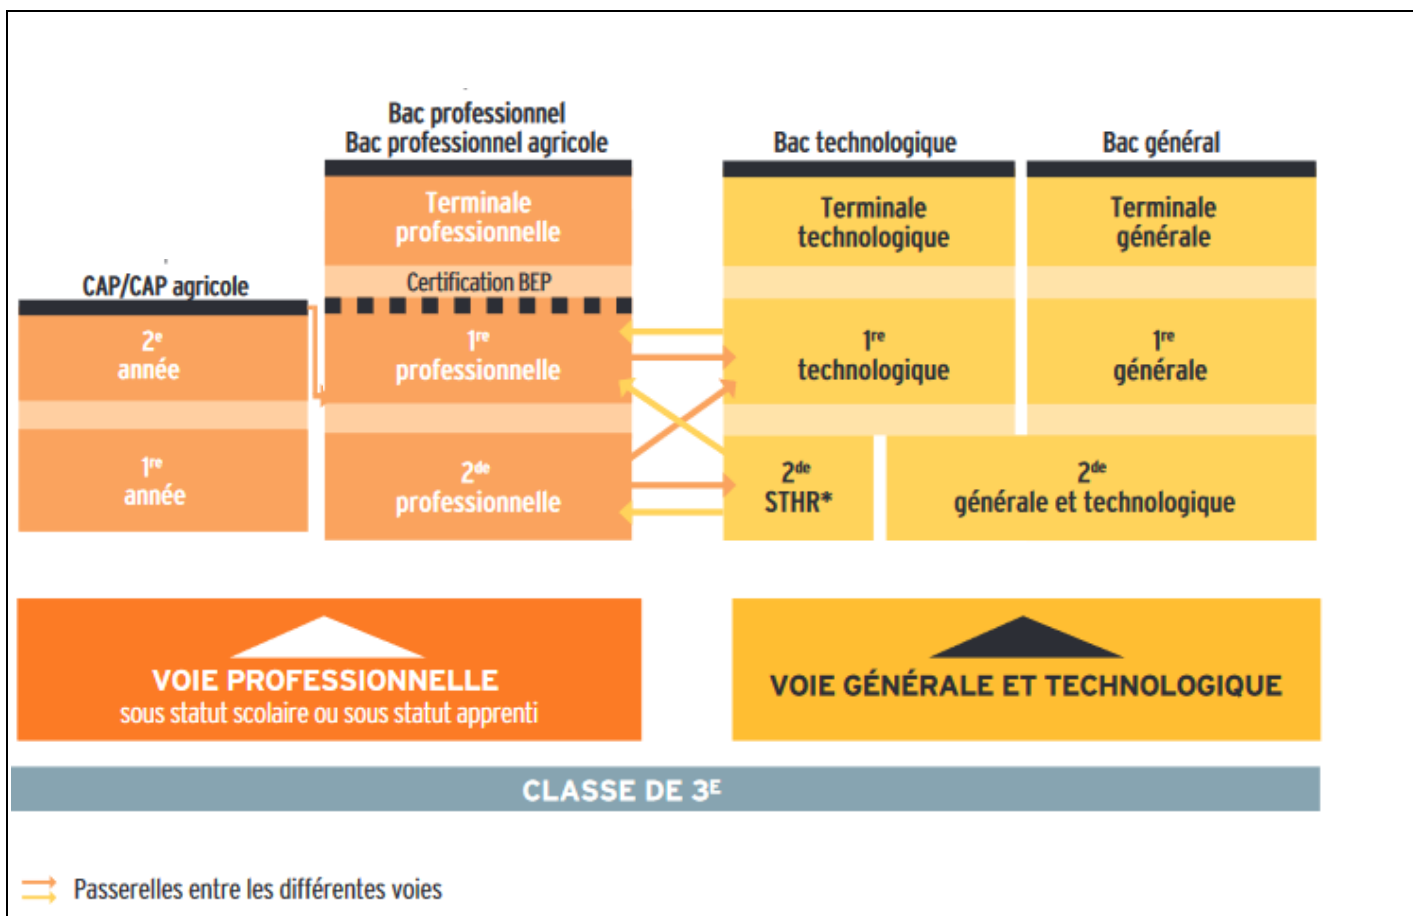 Bac professionnel
Bac professionnel agricole
Bac technologique
Bac général
Terminale
professionnelle
Terminale
technologique
Terminale
générale
Certification BEP
CAP/CAP agricole
2e
année
1re
professionnelle
1re
technologique
1re
générale
1re
année
2de
professionnelle
2de
STHR*
2de
générale et technologique
VOIE PROFESSIONNELLE
sous statut scolaire ou sous statut apprenti
VOIE GÉNÉRALE ET TECHNOLOGIQUE
CLASSE DE 3E
Passerelles entre les différentes voies